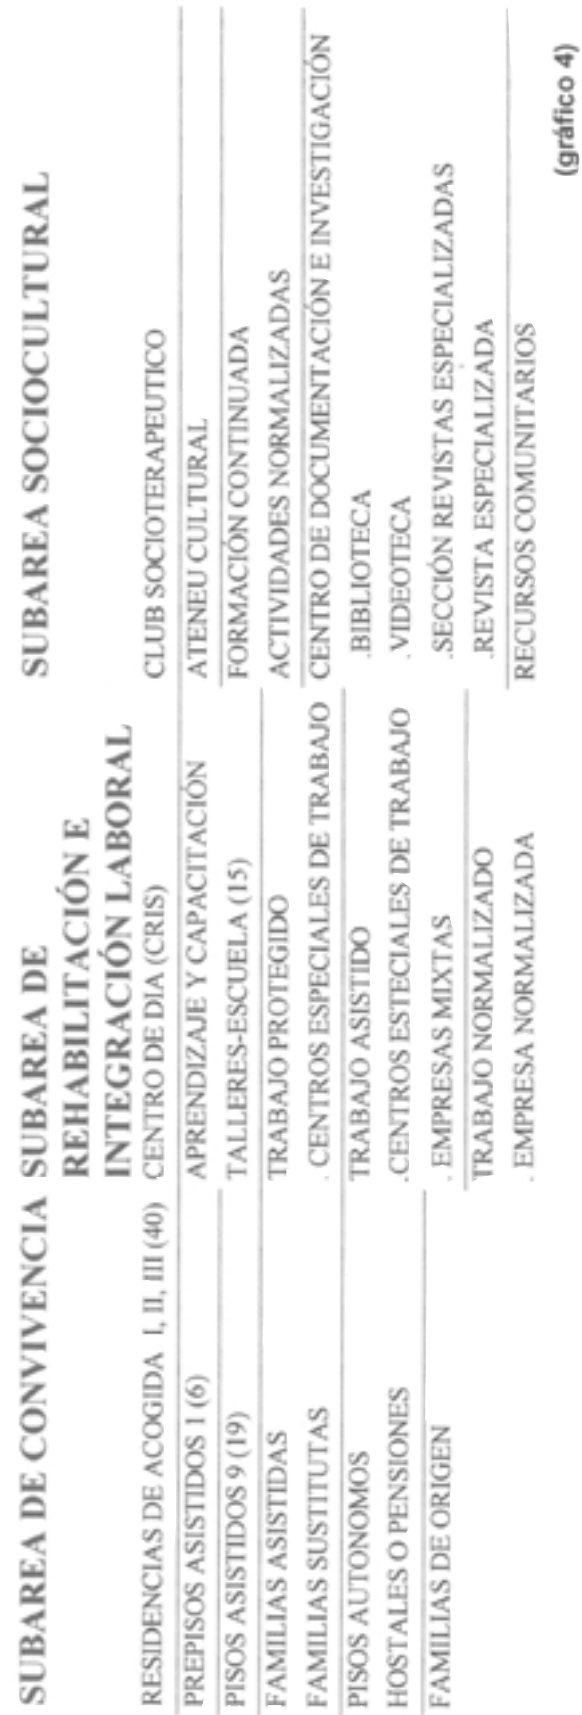 SUBAREA DE CONVIVENCIA
RESIDENCIAS DE ACOGIDA I, II, III (40)
PREPISOS ASISTIDOS 1 (6)
PISOS ASISTIDOS 9 (19)
FAMILIAS ASISTIDAS
FAMILIAS SUSTITUTAS
PISOS AUTONOMOS
HOSTALES O PENSIONES
FAMILIAS DE ORIGEN
SUBAREA DE
REHABILITACIÓN E
INTEGRACIÓN LABORAL
CENTRO DE DIA (CRIS)
APRENDIZAJE Y CAPACITACIÓN
TALLERES-ESCUELA (15)
TRABAJO PROTEGIDO
. CENTROS ESPECIALES DE TRABAJO
TRABAJO ASISTIDO
.CENTROS ESTECIALES DE TRABAJO
. EMPRESAS MIXTAS
TRABAJO NORMALIZADO
. EMPRESA NORMALIZADA
SUBAREA SOCIOCULTURAL
CLUB SOCIOTERAPEUTICO
ATENEU CULTURAL
FORMACIÓN CONTINUADA
ACTIVIDADES NORMALIZADAS
CENTRO DE DOCUMENTACIÓN E INVESTIGACIÓN
.BIBLIOTECA
. VIDEOTECA
.SECCIÓN REVISTAS ESPECIALIZADAS
.REVISTA ESPECIALIZADA
RECURSOS COMUNITARIOS
(gráfico 4)